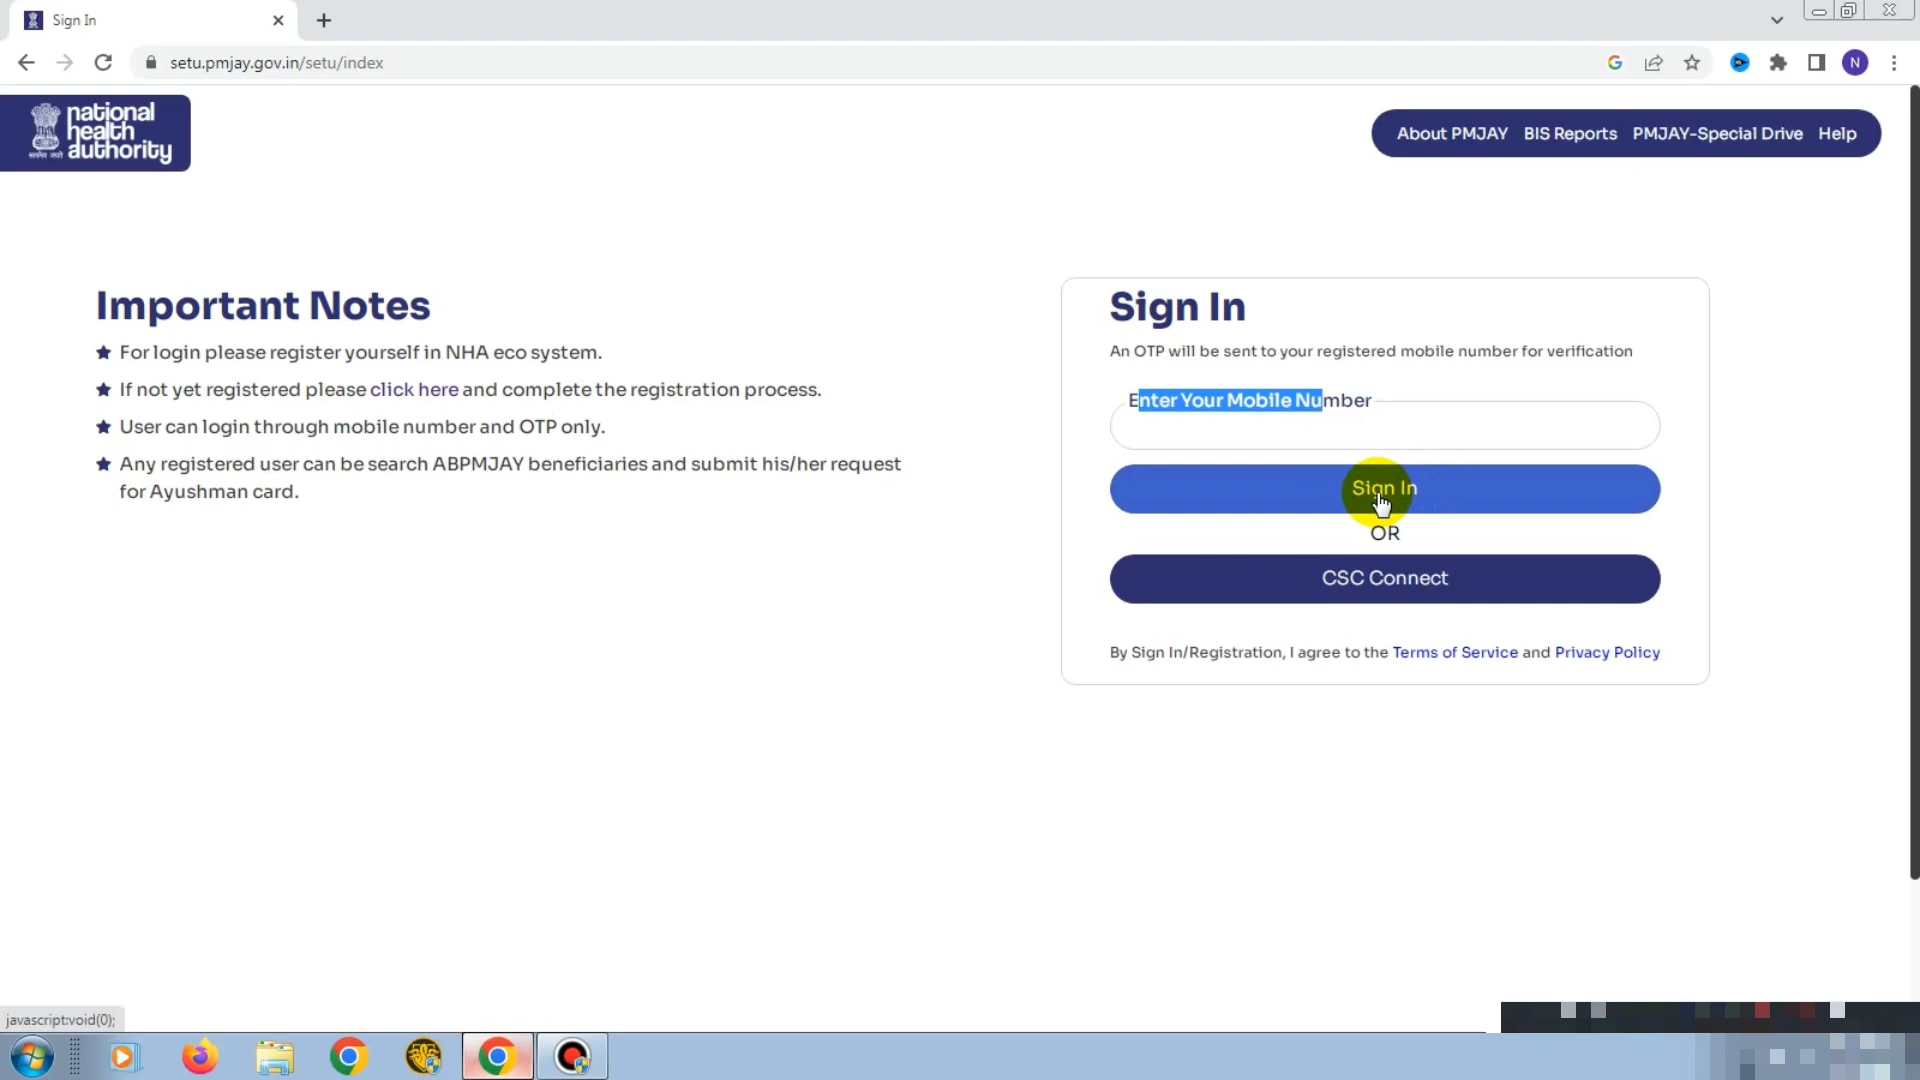 Sign In
setu.pmjay.gov.in/setu/index
N
national
health
authority
सत्यमेव जयते
About PMJAY BIS Reports PMJAY-Special Drive Help
Important Notes
For login please register yourself in NHA eco system.
If not yet registered please click here and complete the registration process.
User can login through mobile number and OTP only.
Any registered user can be search ABPMJAY beneficiaries and submit his/her request
for Ayushman card.
Sign In
An OTP will be sent to your registered mobile number for verification
Enter Your Mobile Number
Sign In
OR
CSC Connect
By Sign In/Registration, I agree to the Terms of Service and Privacy Policy
javascript:void(0);